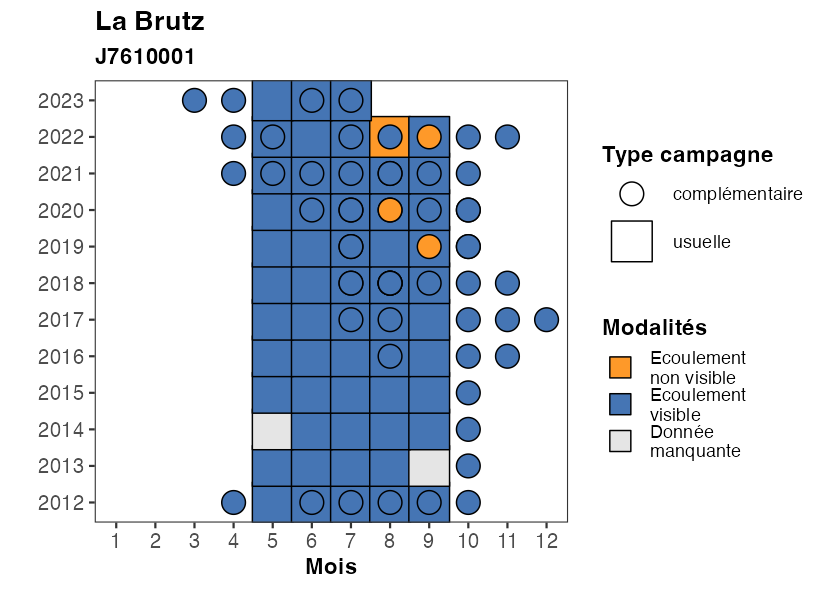 La Brutz
J7610001
2023
2022
2021
2020
2019
2018
2017
2016
2015
2014
2013
2012
1 2 3 4 5 6 7 8 9 10 11 12
Mois
Type campagne
complémentaire
usuelle
Modalités
Ecoulement
non visible
Ecoulement
visible
Donnée
manquante